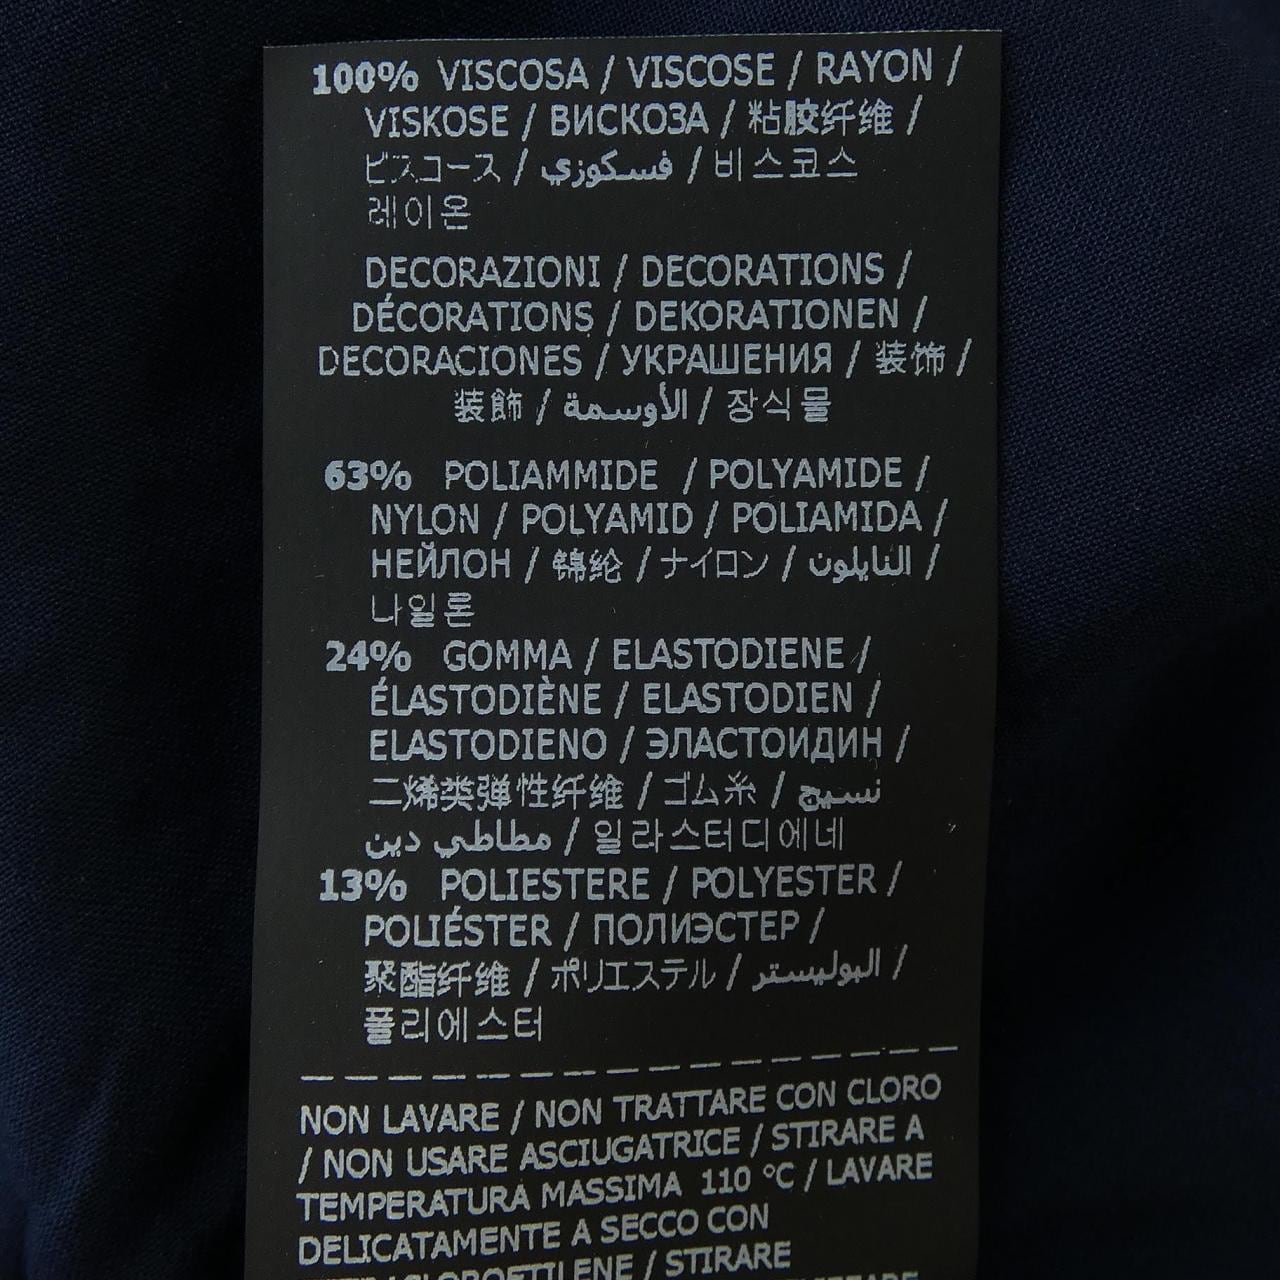 100% VISCOSA / VISCOSE / RAYON /
VISKOSE / ВИСКОЗА / 粘胶纤维 /
ビスコース / فسكوزي / 비스코스
레이온
DECORAZIONI / DECORATIONS /
DÉCORATIONS / DEKORATIONEN /
DECORACIONES / УКРАШЕНИЯ / 装饰 /
装飾 / الأوسمة / 장식물
63% POLIAMMIDE / POLYAMIDE /
NYLON / POLYAMID / POLIAMIDA /
НЕЙЛОН / 锦纶 / ナイロン / النايلون /
나일론
24% GOMMA / ELASTODIENE /
ÉLASTODIÈNE / ELASTODIEN /
ELASTODIENO / ЭЛАСТОИДИН /
二烯类弹性纤维 / ゴム糸 / نسيج
مطاطي دين / 일라스터디에네
13% POLIESTERE / POLYESTER /
POLIÉSTER / ПОЛИЭСТЕР /
聚酯纤维 / ポリエステル / البوليستر /
폴리에스터
NON LAVARE / NON TRATTARE CON CLORO
/ NON USARE ASCIUGATRICE / STIRARE A
TEMPERATURA MASSIMA 110 °C / LAVARE
DELICATAMENTE A SECCO CON
/ STIRARE